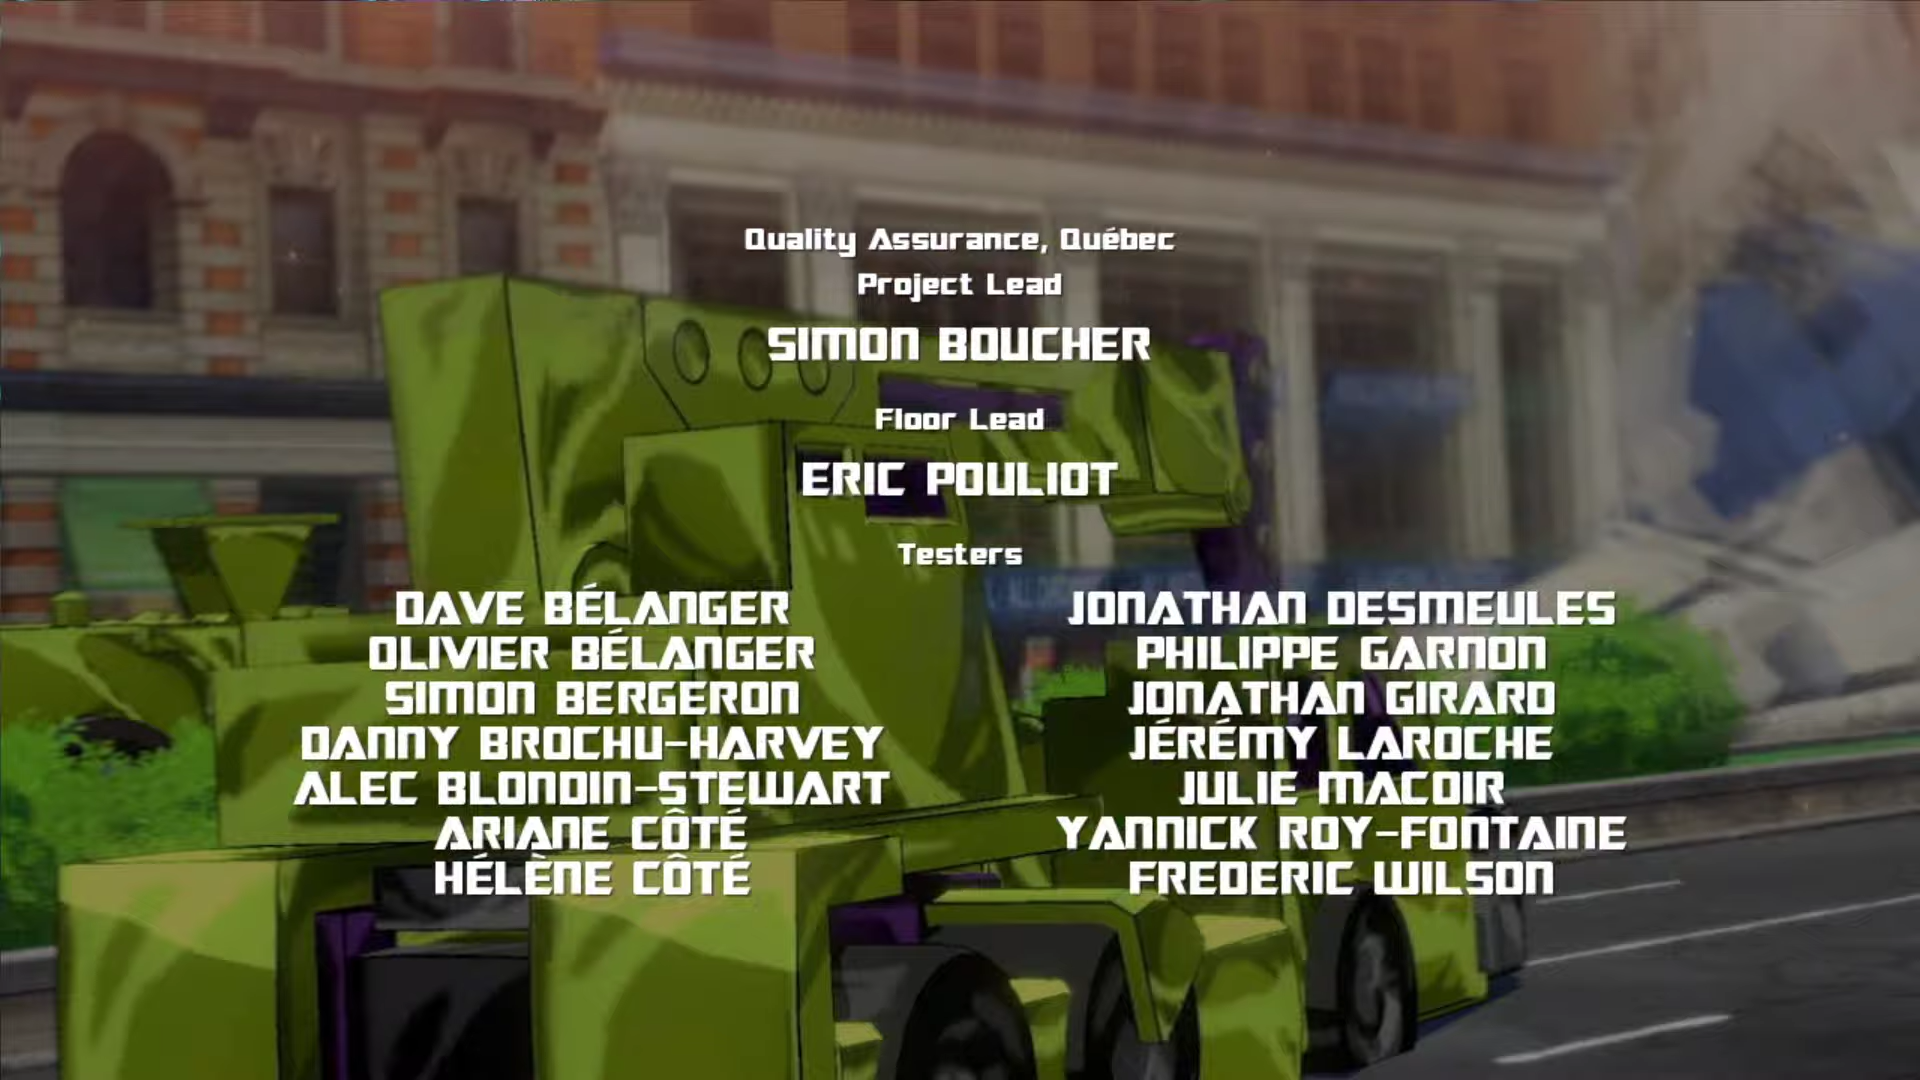 Quality Assurance, Québec
Project Lead
SIMON BOUCHER
Floor Lead
ERIC POULIOT
Testers
DAVE BÉLANGER
OLIVIER BÉLANGER
SIMON BERGERON
DANNY BROCHU-HARVEY
ALEC BLONDIN-STEWART
ARIANE CÔTÉ
HÉLÈNE CÔTÉ
JONATHAN DESMEULES
PHILIPPE GARNON
JONATHAN GIRARD
JÉRÉMY LAROCHE
JULIE MACOIR
YANNICK ROY-FONTAINE
FREDERIC WILSON